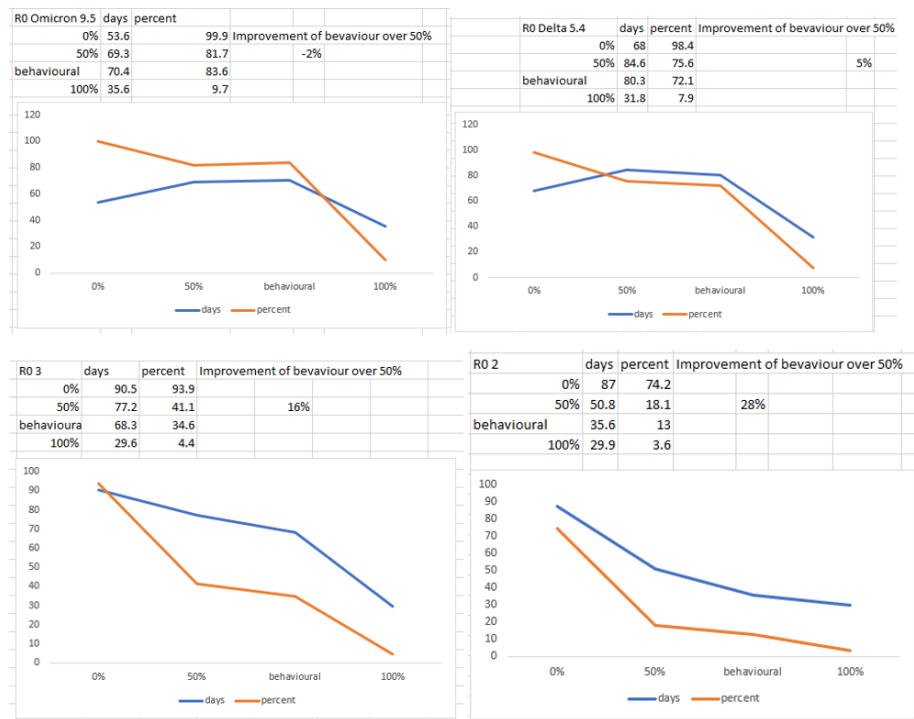 R0 Omicron 9.5 days percent
0% 53.6 99.9 Improvement of bevaviour over 50%
50% 69.3 81.7 -2%
behavioural 70.4 83.6
100% 35.6 9.7
120
100
80
60
40
20
0
0% 50% behavioural 100%
days percent
R0 Delta 5.4 days percent Improvement of bevaviour over 50%
0% 68 98.4
50% 84.6 75.6 5%
behavioural 80.3 72.1
100% 31.8 7.9
120
100
80
60
40
20
0
0% 50% behavioural 100%
days percent
R0 3 days percent Improvement of bevaviour over 50%
0% 90.5 93.9
50% 77.2 41.1 16%
behavioura 68.3 34.6
100% 29.6 4.4
100
90
80
70
60
50
40
30
20
10
0
0% 50% behavioural 100%
days percent
R0 2 days percent Improvement of bevaviour over 50%
0% 87 74.2
50% 50.8 18.1 28%
behavioural 35.6 13
100% 29.9 3.6
100
90
80
70
60
50
40
30
20
10
0
0% 50% behavioural 100%
days percent